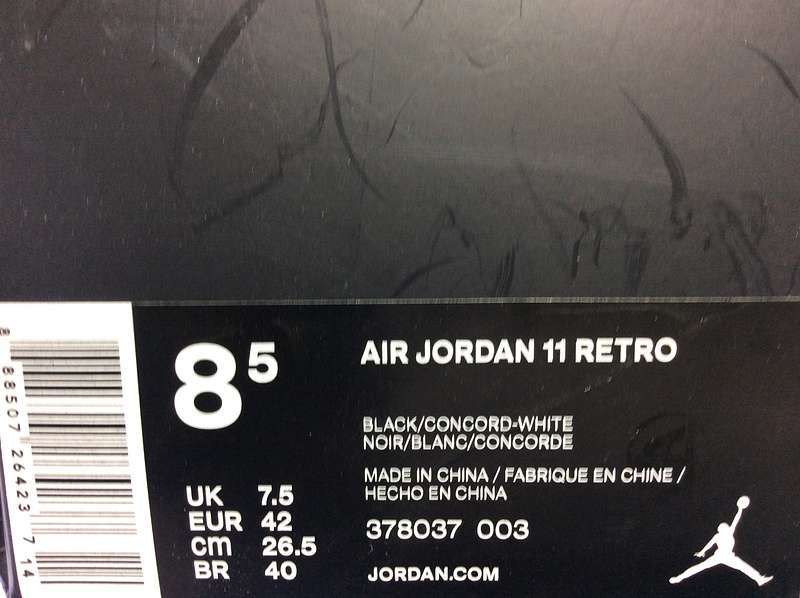 8 5
AIR JORDAN 11 RETRO
BLACK/CONCORD-WHITE
NOIR/BLANC/CONCORDE
MADE IN CHINA / FABRIQUE EN CHINE /
HECHO EN CHINA
378037 003
JORDAN.COM
UK 7.5
EUR 42
cm 26.5
BR 40
8 88507 26423 7 14